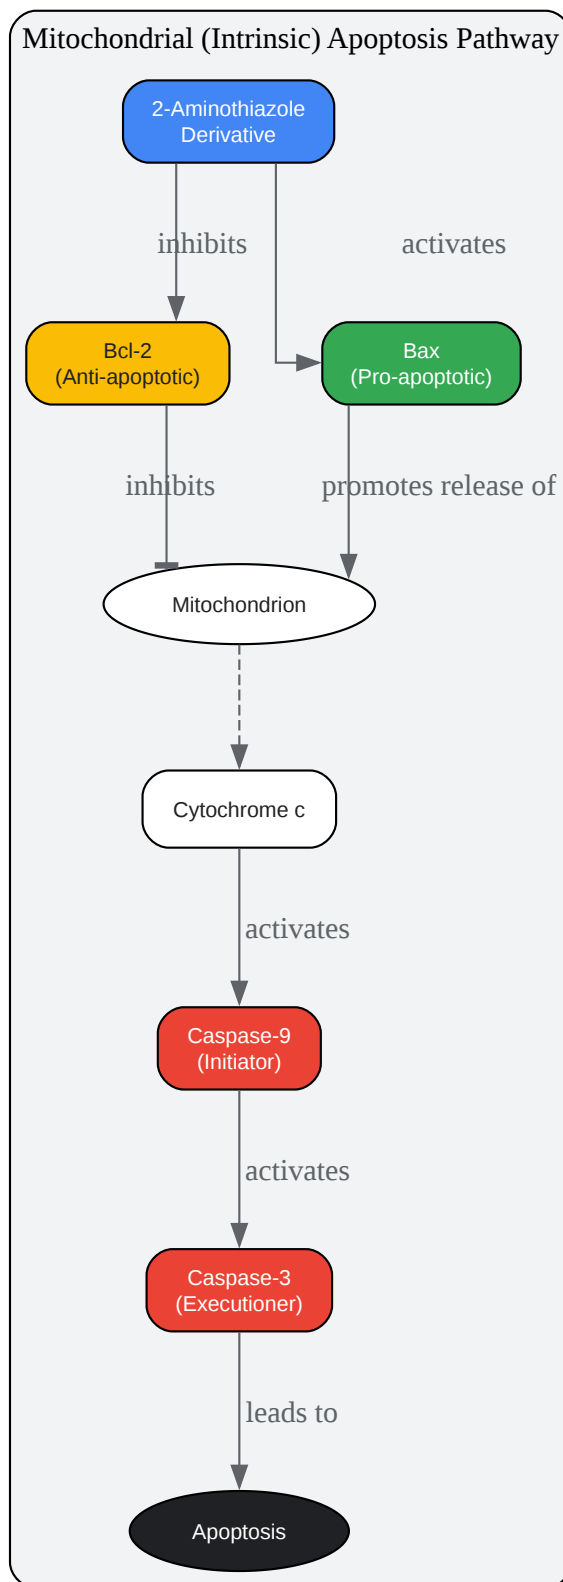 Mitochondrial (Intrinsic) Apoptosis Pathway
2-Aminothiazole
Derivative
inhibits
activates
Bcl-2
(Anti-apoptotic)
Bax
(Pro-apoptotic)
inhibits
promotes release of
Mitochondrion
Cytochrome c
activates
Caspase-9
(Initiator)
activates
Caspase-3
(Executioner)
leads to
Apoptosis